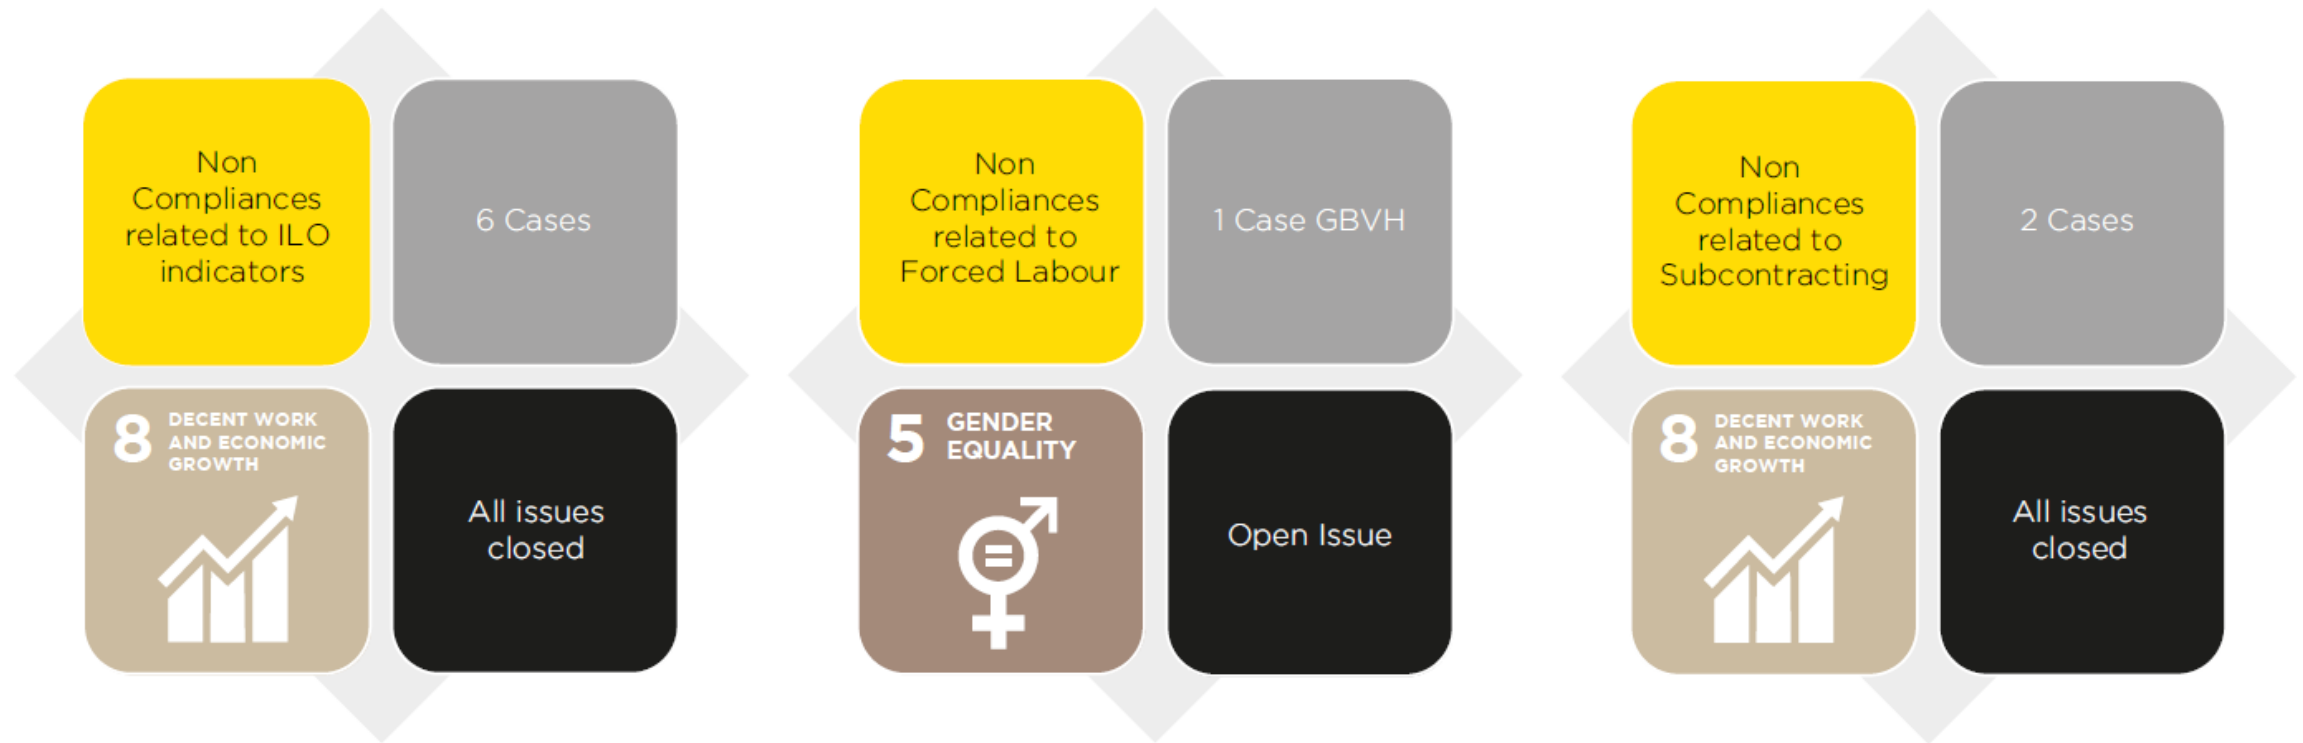 Non
Compliances
related to ILO
indicators
6 Cases
8
DECENT WORK
AND ECONOMIC
GROWTH
All issues
closed
Non
Compliances
related to
Forced Labour
1 Case GBVH
5
GENDER
EQUALITY
Open Issue
Non
Compliances
related to
Subcontracting
2 Cases
8
DECENT WORK
AND ECONOMIC
GROWTH
All issues
closed